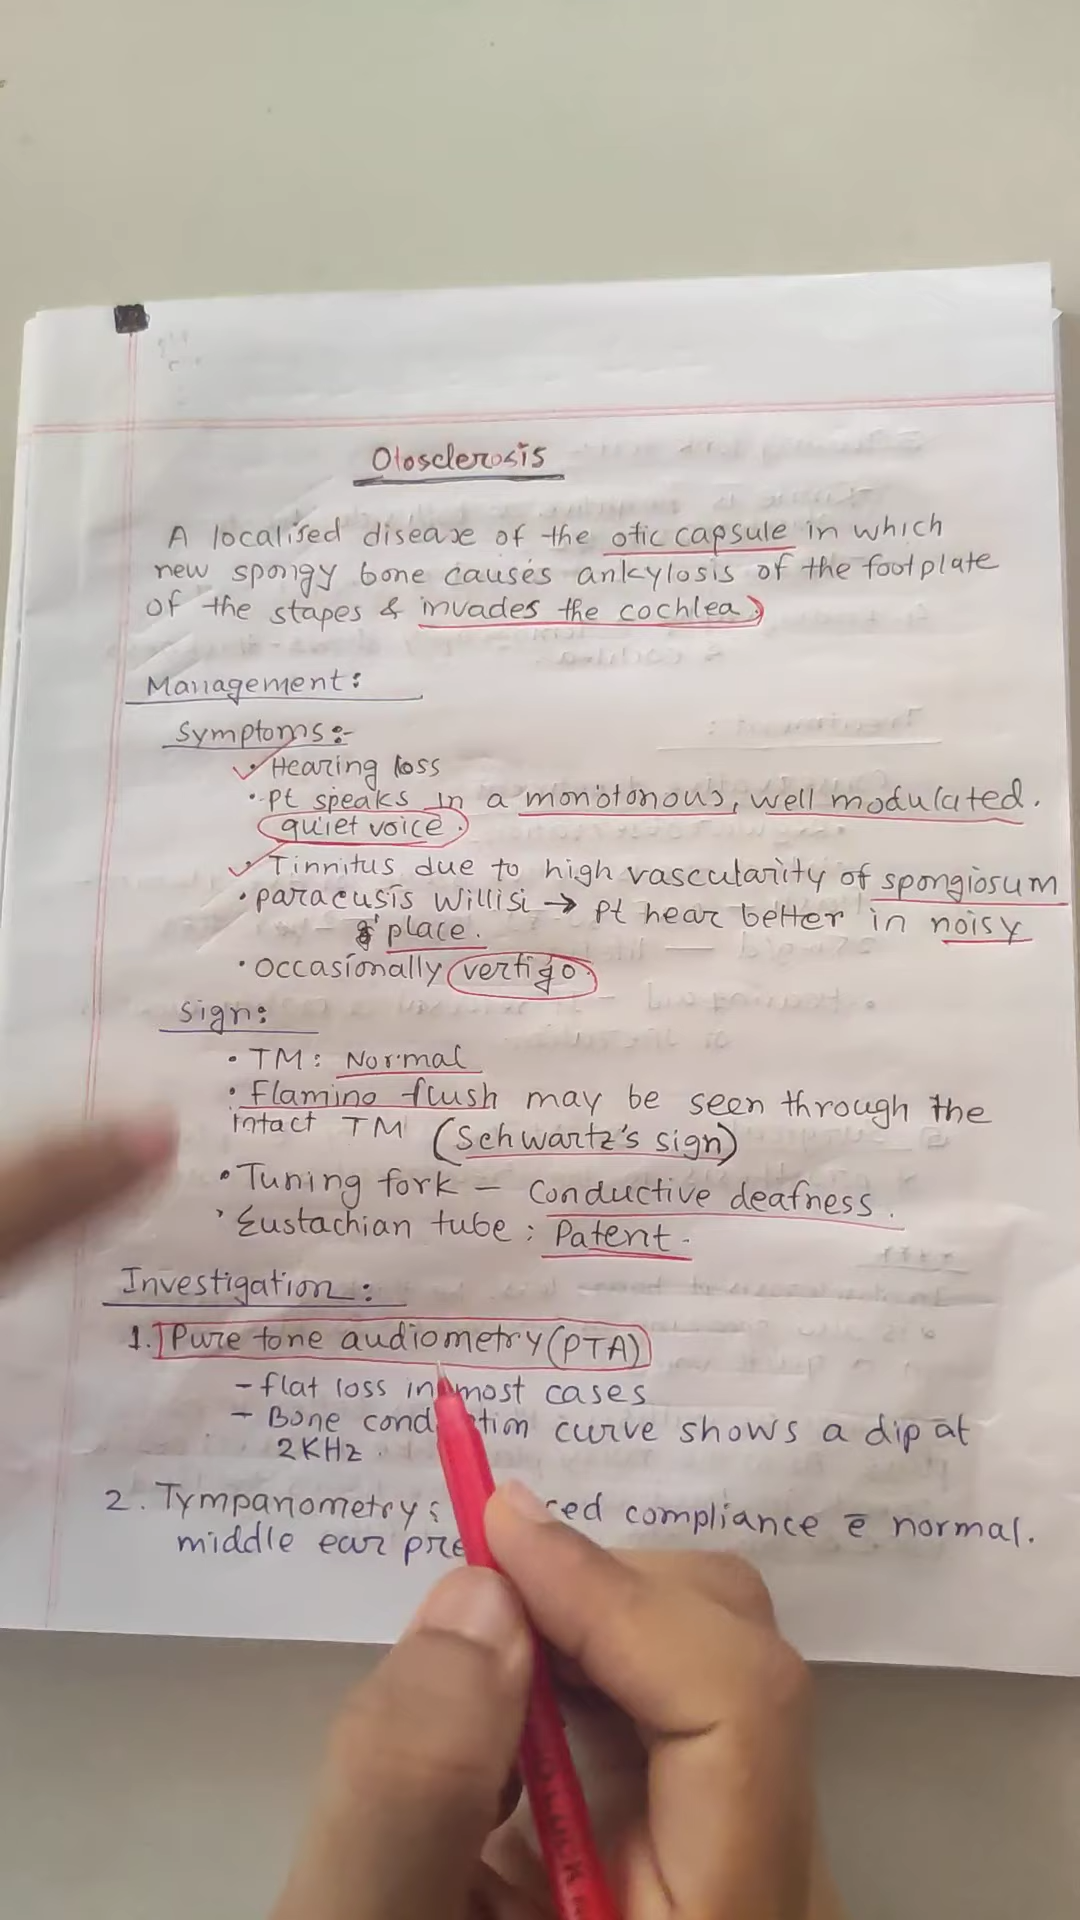 Otosclerosis
A localised disease of the otic capsule in which
new spongy bone causes ankylosis of the footplate
of the stapes & invades the cochlea.
Management:
Symptoms:-
• Hearing loss
• Pt speaks in a monotonous, well modulated.
quiet voice.
• Tinnitus due to high vascularity of spongiosum
• paracusis willisi → pt hear better in noisy
place.
• Occasionally vertigo.
Sign:
• TM: Normal
• Flamino flush may be seen through the
intact TM (Schwartz's sign)
• Tuning fork – Conductive deafness.
• Eustachian tube: Patent.
Investigation:
1. Pure tone audiometry (PTA)
- flat loss in most cases
- Bone curve shows a dip at
2KHz.
2. Tympanometry: compliance c̄ normal.
middle ear